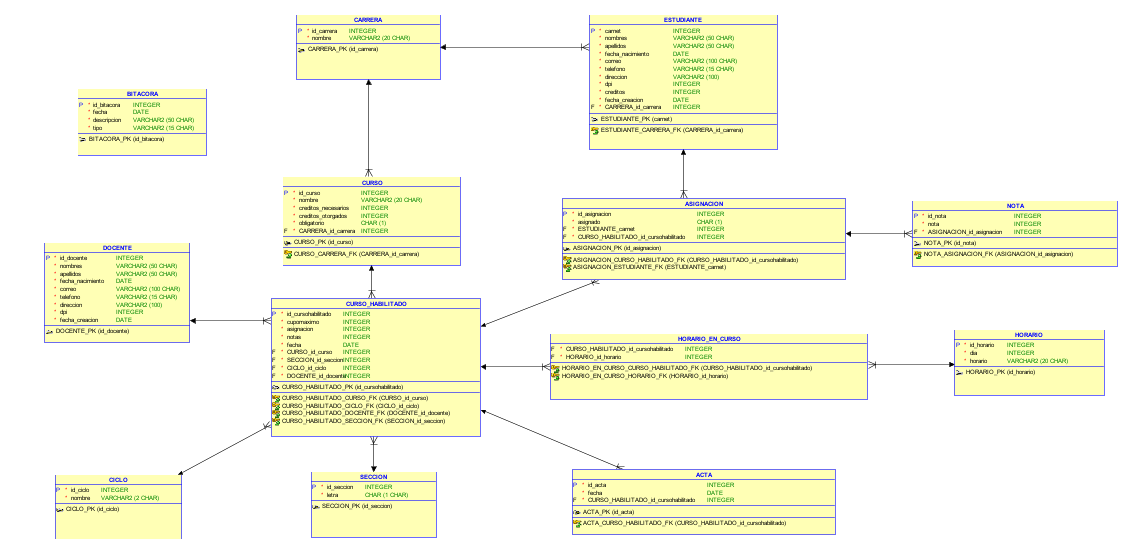 CARRERA
P * id_carrera INTEGER
* nombre VARCHAR2 (20 CHAR)
CARRERA_PK (id_carrera)
ESTUDIANTE
P * carnet INTEGER
* nombres VARCHAR2 (50 CHAR)
* apellidos VARCHAR2 (50 CHAR)
* fecha_nacimiento DATE
* correo VARCHAR2 (100 CHAR)
* telefono VARCHAR2 (15 CHAR)
* direccion VARCHAR2 (100)
* dpi INTEGER
* creditos INTEGER
* fecha_creacion DATE
F * CARRERA_id_carrera INTEGER
ESTUDIANTE_PK (carnet)
ESTUDIANTE_CARRERA_FK (CARRERA_id_carrera)
BITACORA
P * id_bitacora INTEGER
* fecha DATE
* descripcion VARCHAR2 (50 CHAR)
* tipo VARCHAR2 (15 CHAR)
BITACORA_PK (id_bitacora)
CURSO
P * id_curso INTEGER
* nombre VARCHAR2 (20 CHAR)
* creditos_necesarios INTEGER
* creditos_otorgados INTEGER
* obligatorio CHAR (1)
F * CARRERA_id_carrera INTEGER
CURSO_PK (id_curso)
CURSO_CARRERA_FK (CARRERA_id_carrera)
ASIGNACION
P * id_asignacion INTEGER
* asignado CHAR (1)
F * ESTUDIANTE_carnet INTEGER
F * CURSO_HABILITADO_id_cursohabilitado INTEGER
ASIGNACION_PK (id_asignacion)
ASIGNACION_CURSO_HABILITADO_FK (CURSO_HABILITADO_id_cursohabilitado)
ASIGNACION_ESTUDIANTE_FK (ESTUDIANTE_carnet)
NOTA
P * id_nota INTEGER
* nota INTEGER
F * ASIGNACION_id_asignacion INTEGER
NOTA_PK (id_nota)
NOTA_ASIGNACION_FK (ASIGNACION_id_asignacion)
DOCENTE
P * id_docente INTEGER
* nombres VARCHAR2 (50 CHAR)
* apellidos VARCHAR2 (50 CHAR)
* fecha_nacimiento DATE
* correo VARCHAR2 (100 CHAR)
* telefono VARCHAR2 (15 CHAR)
* direccion VARCHAR2 (100)
* dpi INTEGER
* fecha_creacion DATE
DOCENTE_PK (id_docente)
CURSO_HABILITADO
P * id_cursohabilitado INTEGER
* cupomaximo INTEGER
* asignacion INTEGER
* notas INTEGER
* fecha DATE
F * CURSO_id_curso INTEGER
F * SECCION_id_seccion INTEGER
F * CICLO_id_ciclo INTEGER
F * DOCENTE_id_docente INTEGER
CURSO_HABILITADO_PK (id_cursohabilitado)
CURSO_HABILITADO_CURSO_FK (CURSO_id_curso)
CURSO_HABILITADO_CICLO_FK (CICLO_id_ciclo)
CURSO_HABILITADO_DOCENTE_FK (DOCENTE_id_docente)
CURSO_HABILITADO_SECCION_FK (SECCION_id_seccion)
HORARIO_EN_CURSO
F * CURSO_HABILITADO_id_cursohabilitado INTEGER
F * HORARIO_id_horario INTEGER
HORARIO_EN_CURSO_CURSO_HABILITADO_FK (CURSO_HABILITADO_id_cursohabilitado)
HORARIO_EN_CURSO_HORARIO_FK (HORARIO_id_horario)
HORARIO
P * id_horario INTEGER
* dia INTEGER
* horario VARCHAR2 (20 CHAR)
HORARIO_PK (id_horario)
CICLO
P * id_ciclo INTEGER
* nombre VARCHAR2 (2 CHAR)
CICLO_PK (id_ciclo)
SECCION
P * id_seccion INTEGER
* letra CHAR (1 CHAR)
SECCION_PK (id_seccion)
ACTA
P * id_acta INTEGER
* fecha DATE
F * CURSO_HABILITADO_id_cursohabilitado INTEGER
ACTA_PK (id_acta)
ACTA_CURSO_HABILITADO_FK (CURSO_HABILITADO_id_cursohabilitado)